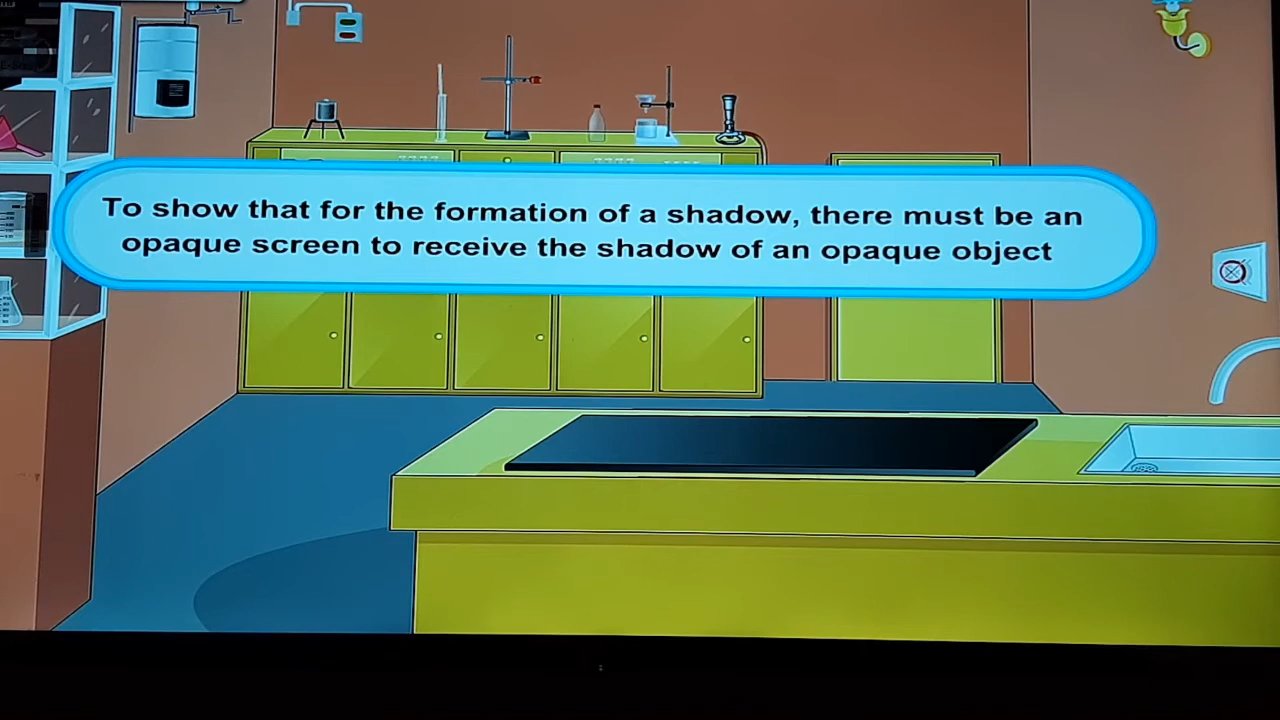 To show that for the formation of a shadow, there must be an
opaque screen to receive the shadow of an opaque object